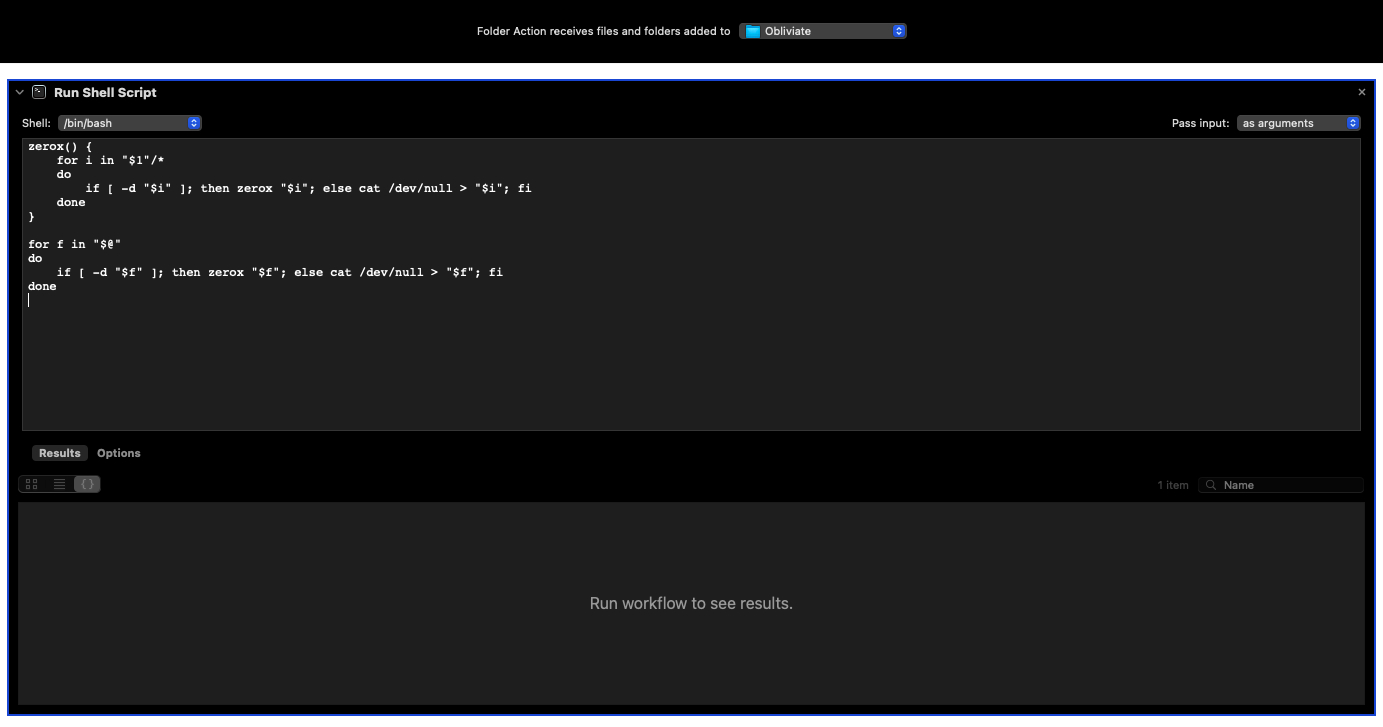 Folder Action receives files and folders added to Obliviate
Run Shell Script
Shell: /bin/bash Pass input: as arguments
zerox() {
    for i in "$1"/*
    do
        if [ -d "$i" ]; then zerox "$i"; else cat /dev/null > "$i"; fi
    done
}
for f in "$@"
do
    if [ -d "$f" ]; then zerox "$f"; else cat /dev/null > "$f"; fi
done
Results Options
1 item Name
Run workflow to see results.